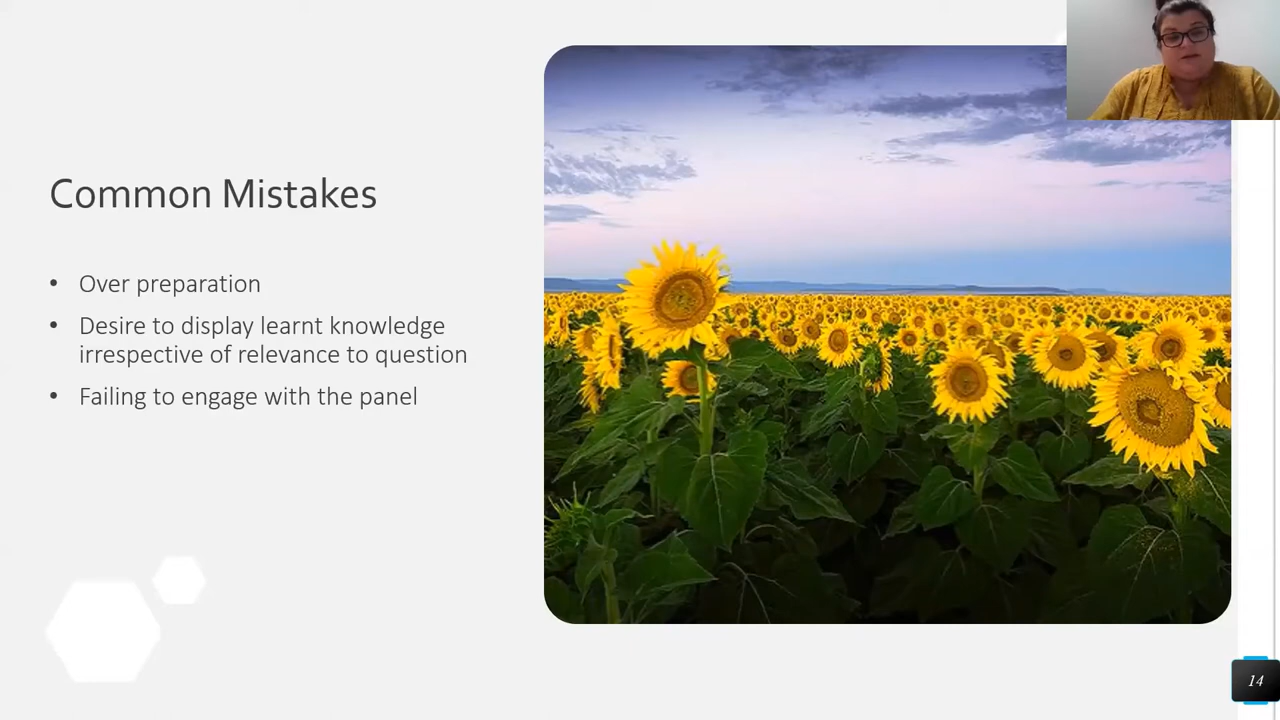 Common Mistakes
• Over preparation
• Desire to display learnt knowledge
irrespective of relevance to question
• Failing to engage with the panel
14